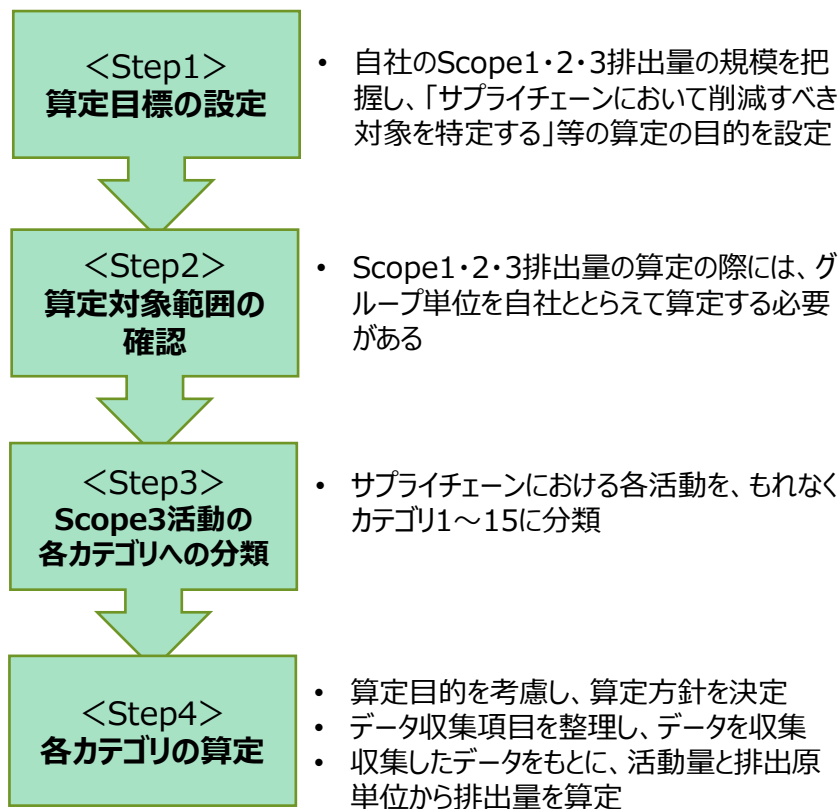 ＜Step1＞
算定目標の設定
• 自社のScope1・2・3排出量の規模を把
握し、｢サプライチェーンにおいて削減すべき
対象を特定する｣等の算定の目的を設定
＜Step2＞
算定対象範囲の
確認
• Scope1・2・3排出量の算定の際には、グ
ループ単位を自社ととらえて算定する必要
がある
＜Step3＞
Scope3活動の
各カテゴリへの分類
• サプライチェーンにおける各活動を、もれなく
カテゴリ1～15に分類
＜Step4＞
各カテゴリの算定
• 算定目的を考慮し、算定方針を決定
• データ収集項目を整理し、データを収集
• 収集したデータをもとに、活動量と排出原
単位から排出量を算定